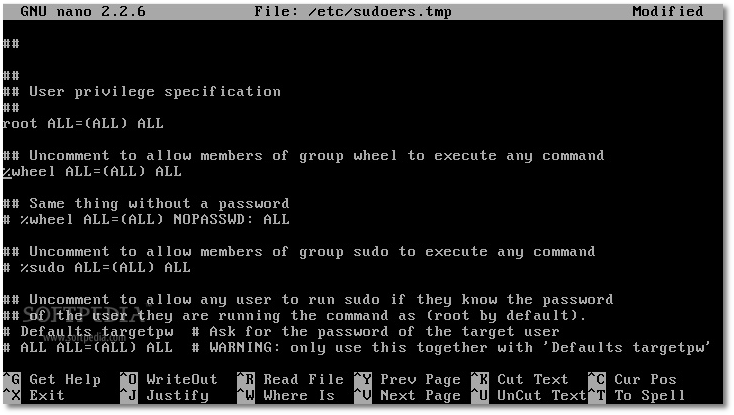 GNU nano 2.2.6 File: /etc/sudoers.tmp Modified
##
##
## User privilege specification
##
root ALL=(ALL) ALL
## Uncomment to allow members of group wheel to execute any command
%wheel ALL=(ALL) ALL
## Same thing without a password
# %wheel ALL=(ALL) NOPASSWD: ALL
## Uncomment to allow members of group sudo to execute any command
# %sudo ALL=(ALL) ALL
## Uncomment to allow any user to run sudo if they know the password
## of the user they are running the command as (root by default).
# Defaults targetpw # Ask for the password of the target user
# ALL ALL=(ALL) ALL # WARNING: only use this together with 'Defaults targetpw'
SOFTPEDIA
www.softpedia.com
^G Get Help ^O WriteOut ^R Read File ^Y Prev Page ^K Cut Text ^C Cur Pos
^X Exit ^J Justify ^W Where Is ^V Next Page ^U UnCut Text ^T To Spell